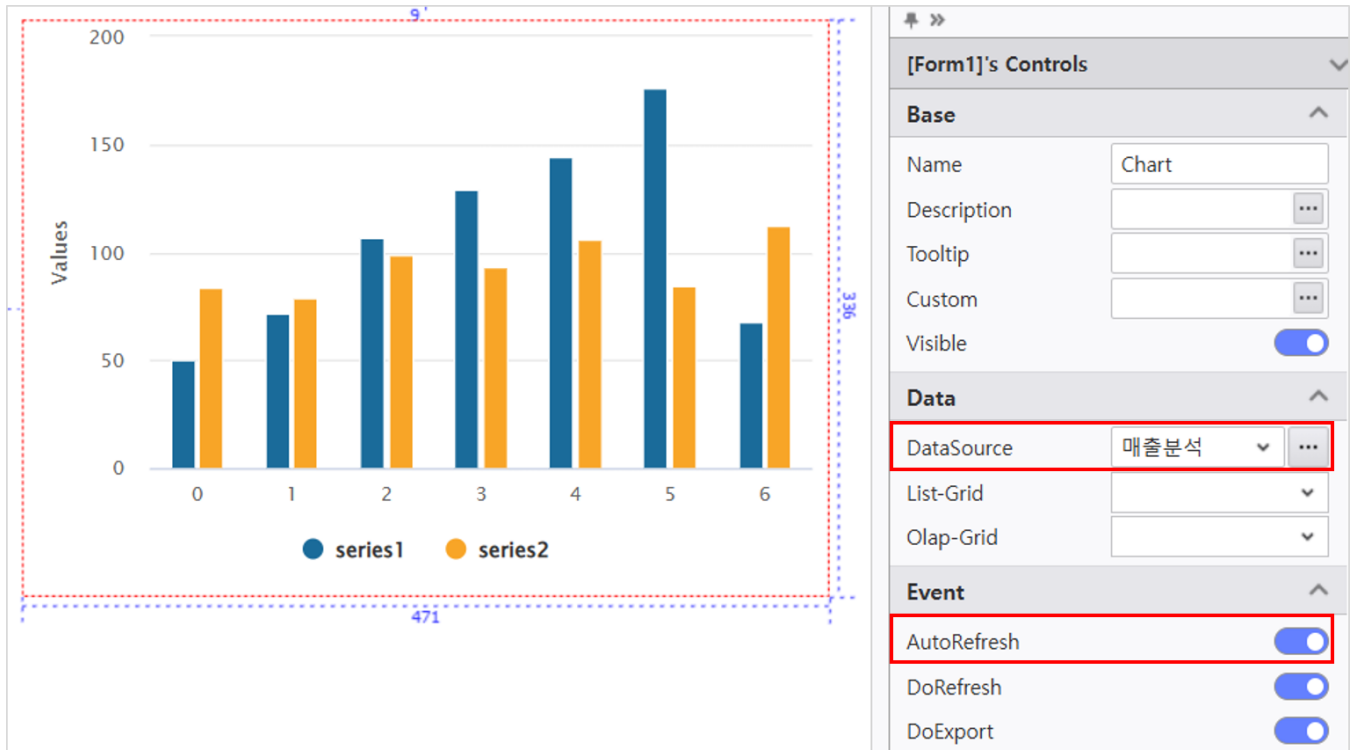 9
200
150
100
50
0
Values
0 1 2 3 4 5 6
series1 series2
336
471
[Form1]'s Controls
Base
Name Chart
Description ...
Tooltip ...
Custom ...
Visible
Data
DataSource 매출분석 ...
List-Grid
Olap-Grid
Event
AutoRefresh
DoRefresh
DoExport